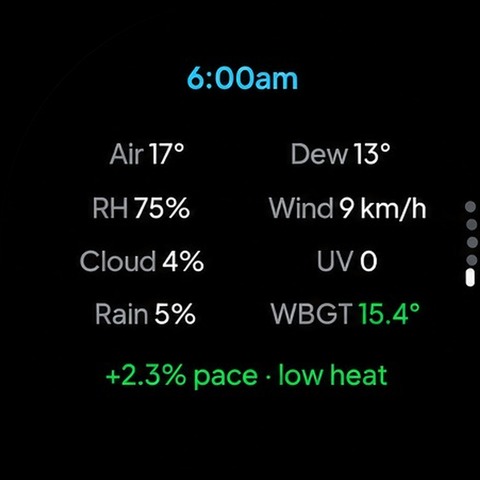 6:00am
Air 17° Dew 13°
RH 75% Wind 9 km/h
Cloud 4% UV 0
Rain 5% WBGT 15.4°
+2.3% pace · low heat